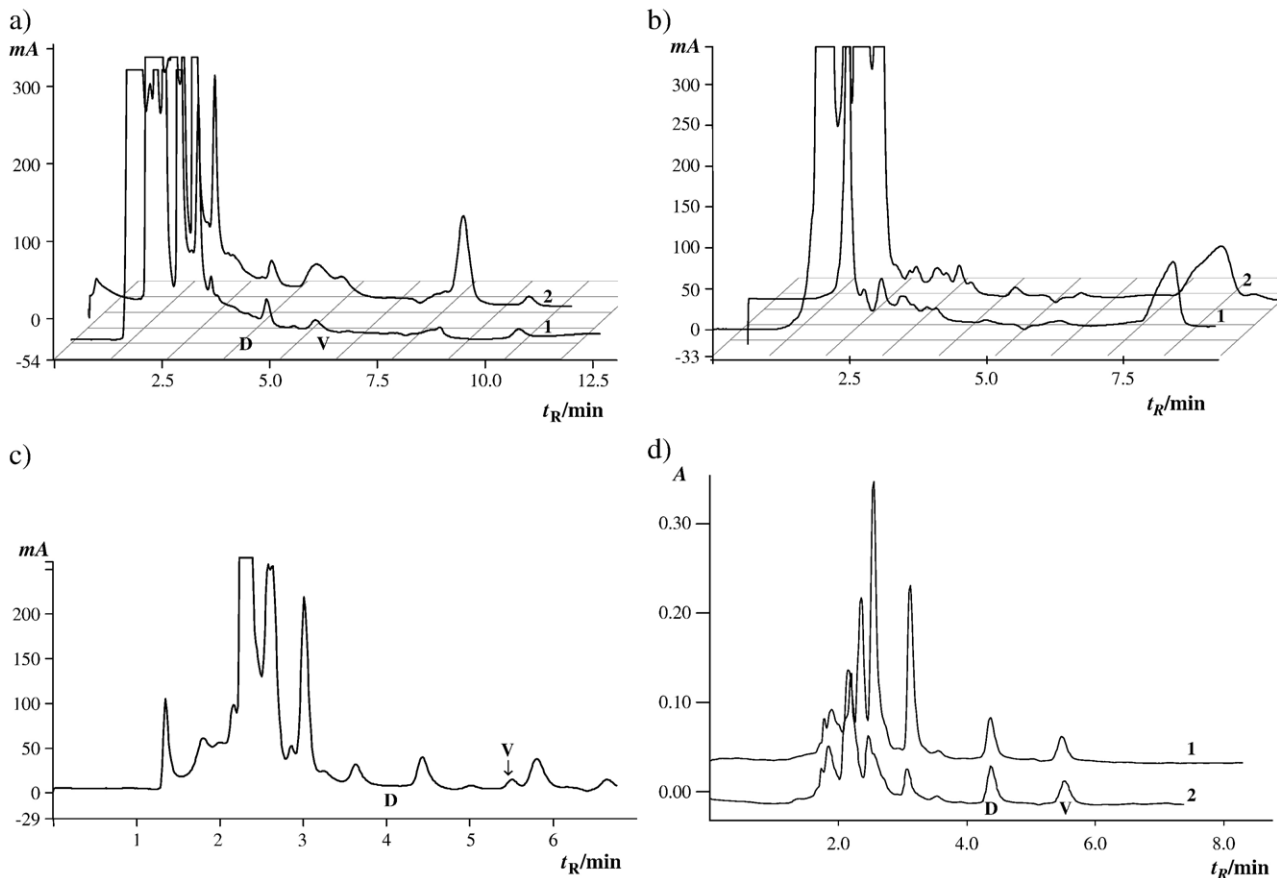 a)
mA
300
200
100
0
-54
2
1
D V
2.5 5.0 7.5 10.0 12.5
tR/min
b)
mA
300
250
200
150
100
50
0
-33
2
1
2.5 5.0 7.5
tR/min
c)
mA
200
150
100
50
0
-29
V
D
1 2 3 4 5 6
tR/min
d)
A
0.30
0.20
0.10
0.00
1
2
D V
2.0 4.0 6.0 8.0
tR/min